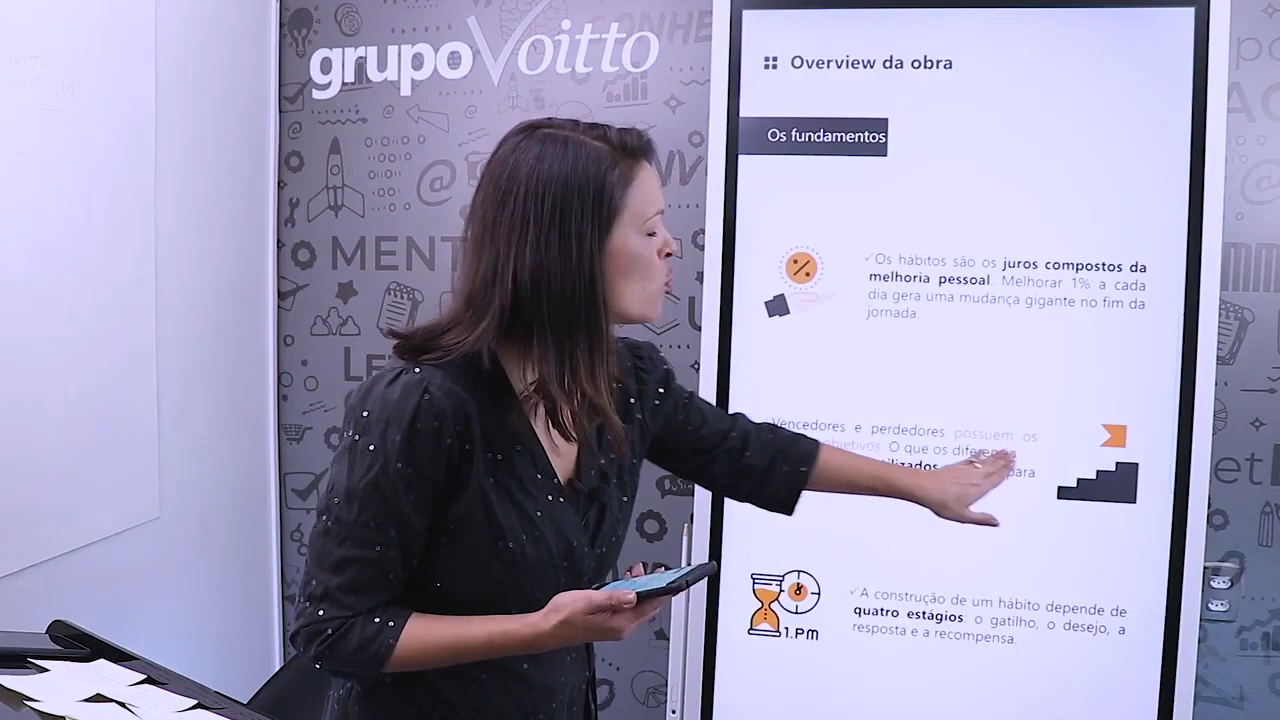 grupoVoitto
Overview da obra
Os fundamentos
✓Os hábitos são os juros compostos da
melhoria pessoal. Melhorar 1% a cada
dia gera uma mudança gigante no fim da
jornada.
Vencedores e perdedores possuem os
objetivos. O que os
para
✓A construção de um hábito depende de
quatro estágios: o gatilho, o desejo, a
resposta e a recompensa.
1.PM
MENT